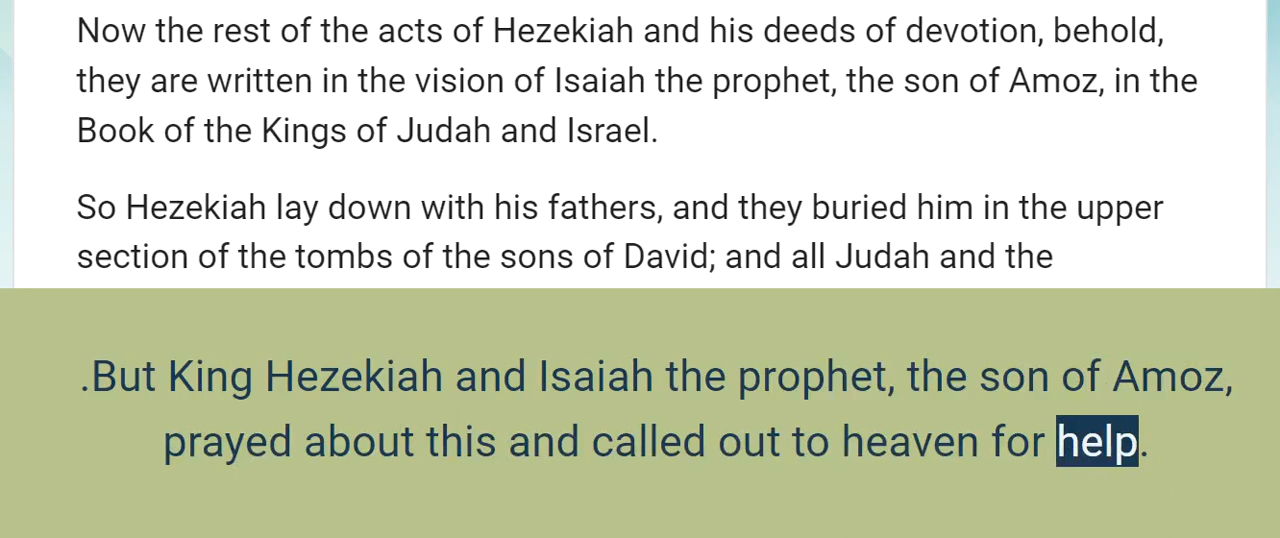 Now the rest of the acts of Hezekiah and his deeds of devotion, behold,
they are written in the vision of Isaiah the prophet, the son of Amoz, in the
Book of the Kings of Judah and Israel.
So Hezekiah lay down with his fathers, and they buried him in the upper
section of the tombs of the sons of David; and all Judah and the
.But King Hezekiah and Isaiah the prophet, the son of Amoz,
prayed about this and called out to heaven for help.